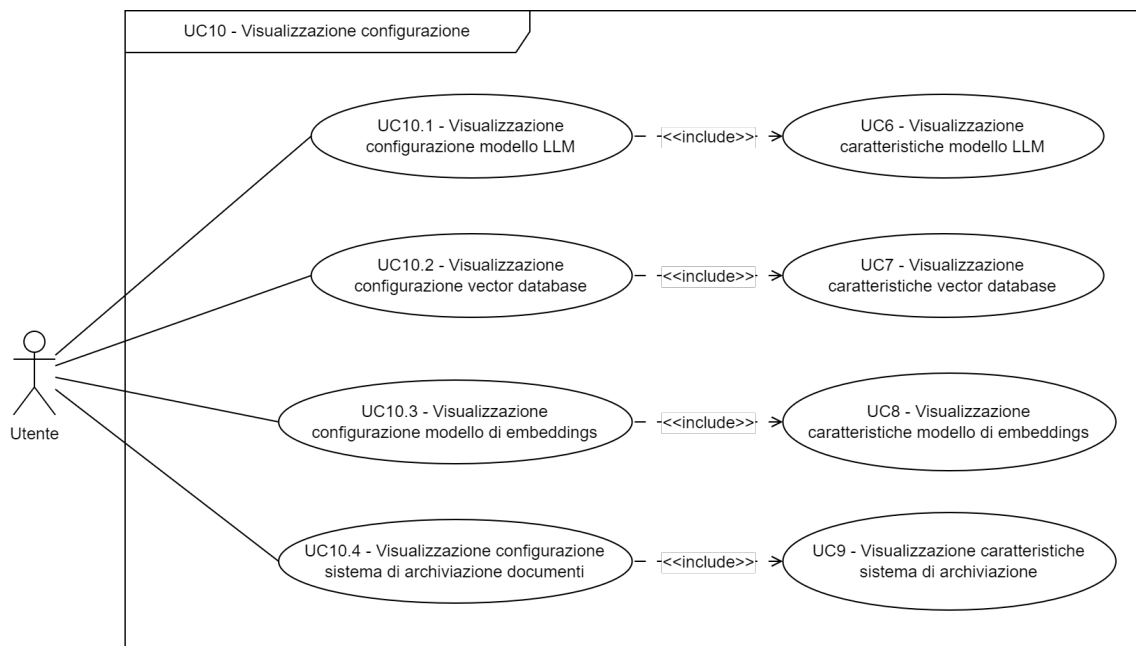 UC10 - Visualizzazione configurazione
UC10.1 - Visualizzazione
configurazione modello LLM
<<include>>
UC6 - Visualizzazione
caratteristiche modello LLM
UC10.2 - Visualizzazione
configurazione vector database
<<include>>
UC7 - Visualizzazione
caratteristiche vector database
Utente
UC10.3 - Visualizzazione
configurazione modello di embeddings
<<include>>
UC8 - Visualizzazione
caratteristiche modello di embeddings
UC10.4 - Visualizzazione configurazione
sistema di archiviazione documenti
<<include>>
UC9 - Visualizzazione caratteristiche
sistema di archiviazione